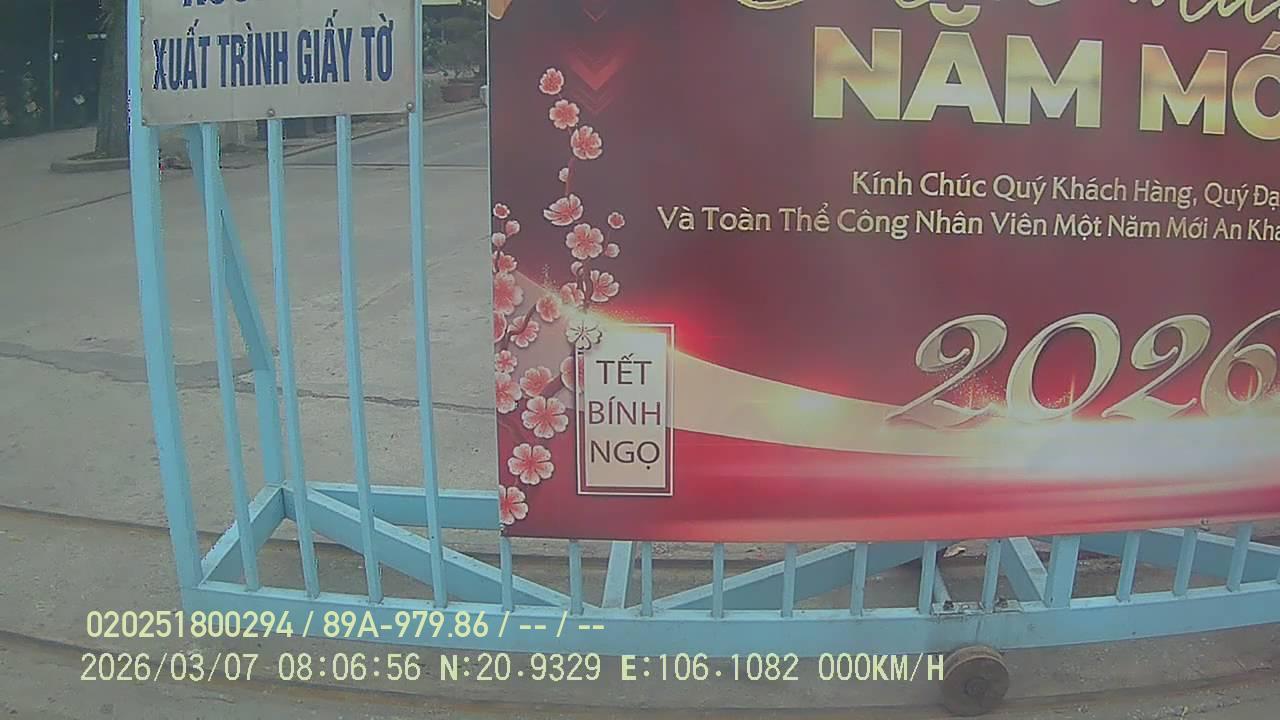 XUẤT TRÌNH GIẤY TỜ
NĂM MỚ
Kính Chúc Quý Khách Hàng, Quý Đạ
Và Toàn Thể Công Nhân Viên Một Năm Mới An Kha
2026
TẾT
BÍNH
NGỌ
020251800294 / 89A-979.86 / -- / --
2026/03/07 08:06:56 N:20.9329 E:106.1082 000KM/H